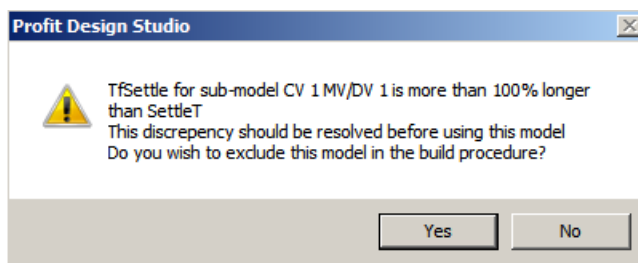 Profit Design Studio
TfSettle for sub-model CV 1 MV/DV 1 is more than 100% longer
than SettleT
This discrepency should be resolved before using this model
Do you wish to exclude this model in the build procedure?
Yes
No